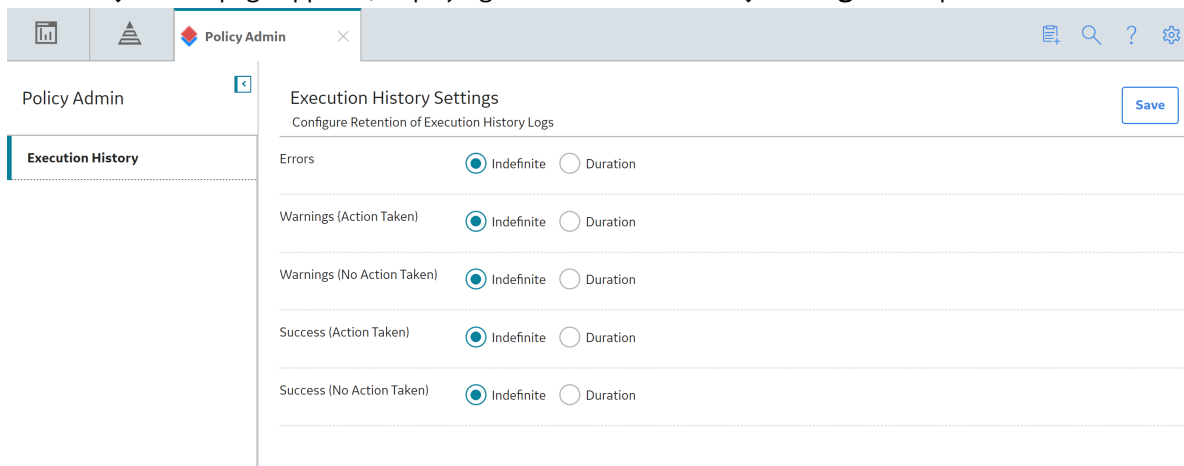 Policy Admin
Policy Admin
Execution History
Execution History Settings
Configure Retention of Execution History Logs
Save
Errors
Indefinite Duration
Warnings (Action Taken)
Indefinite Duration
Warnings (No Action Taken)
Indefinite Duration
Success (Action Taken)
Indefinite Duration
Success (No Action Taken)
Indefinite Duration